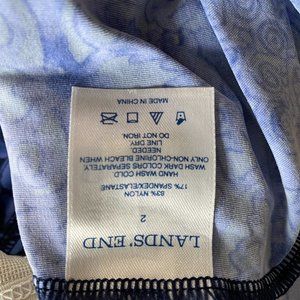 LANDS' END
2
83% NYLON
17% SPANDEX/ELASTANE
HAND WASH COLD
WASH DARK COLORS SEPARATELY
ONLY NON-CHLORINE BLEACH WHEN
NEEDED.
LINE DRY.
DO NOT IRON.
MADE IN CHINA